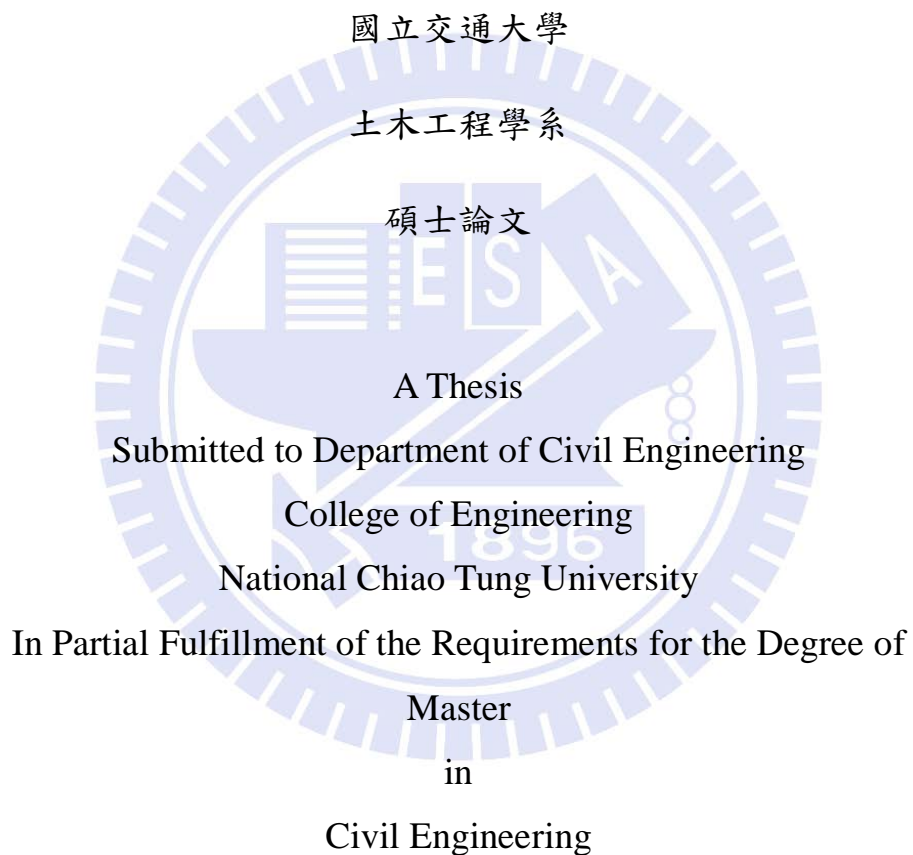 國立交通大學
土木工程學系
碩士論文
E S A
A Thesis
Submitted to Department of Civil Engineering
College of Engineering
1896
National Chiao Tung University
In Partial Fulfillment of the Requirements for the Degree of
Master
in
Civil Engineering